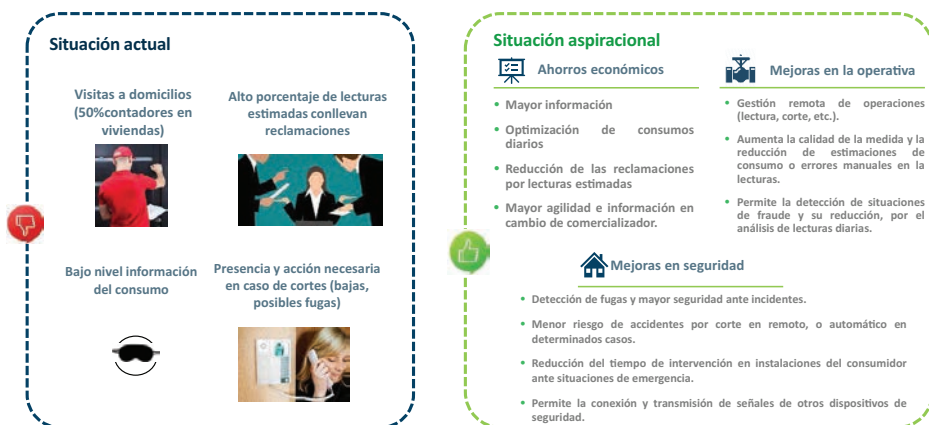 Situación actual
Visitas a domicilios
(50%contadores en
viviendas)
Alto porcentaje de lecturas
estimadas conllevan
reclamaciones
Bajo nivel información
del consumo
Presencia y acción necesaria
en caso de cortes (bajas,
posibles fugas)
Situación aspiracional
Ahorros económicos
• Mayor información
• Optimización de consumos
diarios
• Reducción de las reclamaciones
por lecturas estimadas
• Mayor agilidad e información en
cambio de comercializador.
Mejoras en la operativa
• Gestión remota de operaciones
(lectura, corte, etc.).
• Aumenta la calidad de la medida y la
reducción de estimaciones de
consumo o errores manuales en la
lecturas.
• Permite la detección de situaciones
de fraude y su reducción, por el
análisis de lecturas diarias.
Mejoras en seguridad
• Detección de fugas y mayor seguridad ante incidentes.
• Menor riesgo de accidentes por corte en remoto, o automático en
determinados casos.
• Reducción del tiempo de intervención en instalaciones del consumidor
ante situaciones de emergencia.
• Permite la conexión y transmisión de señales de otros dispositivos de
seguridad.